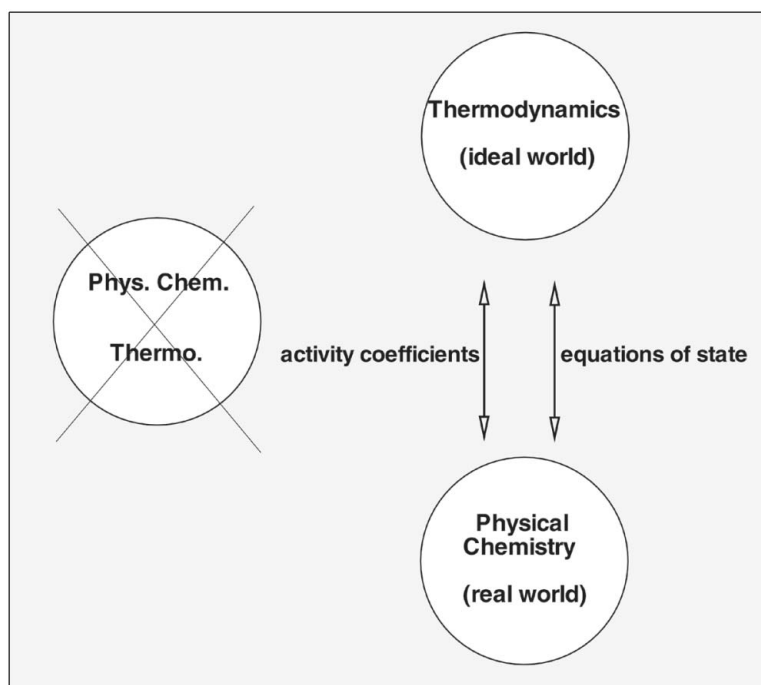 Thermodynamics
(ideal world)
Phys. Chem.
Thermo.
activity coefficients
equations of state
Physical
Chemistry
(real world)